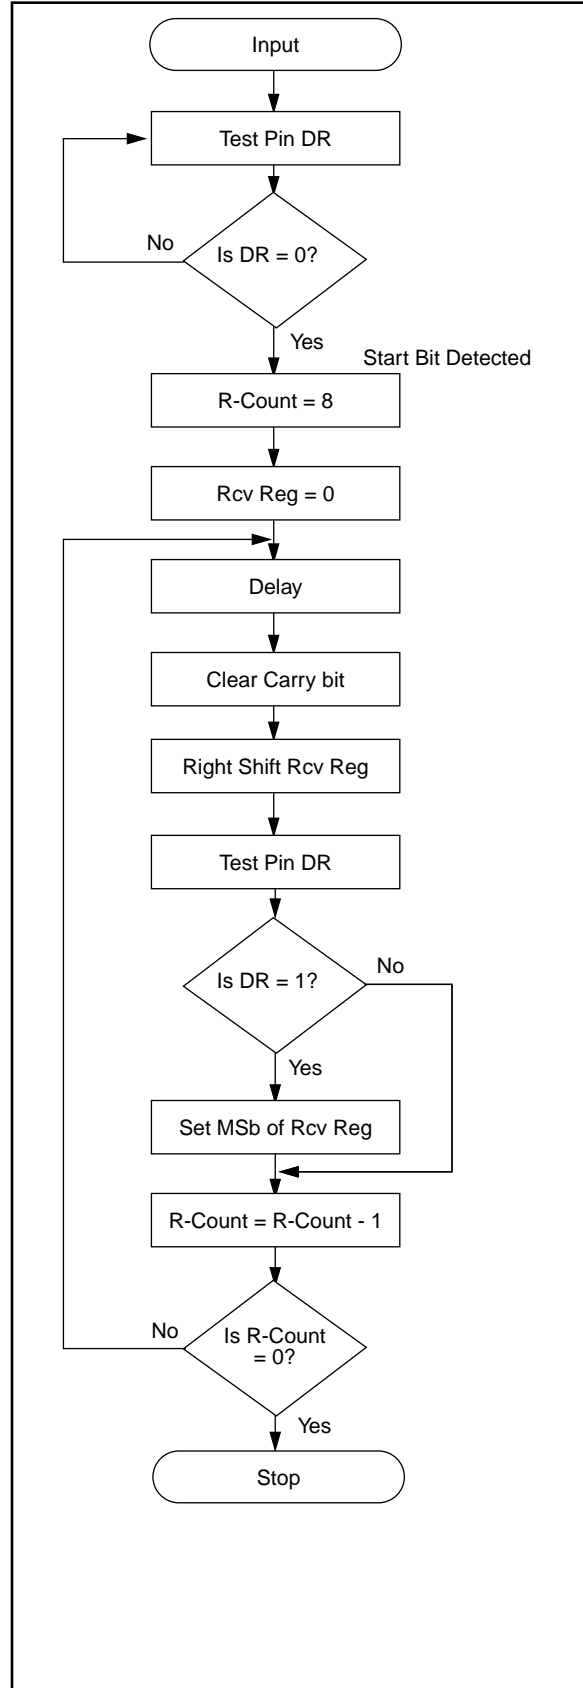 Input
Test Pin DR
No
Is DR = 0?
Yes
Start Bit Detected
R-Count = 8
Rcv Reg = 0
Delay
Clear Carry bit
Right Shift Rcv Reg
Test Pin DR
Is DR = 1?
No
Yes
Set MSb of Rcv Reg
R-Count = R-Count - 1
No
Is R-Count
= 0?
Yes
Stop